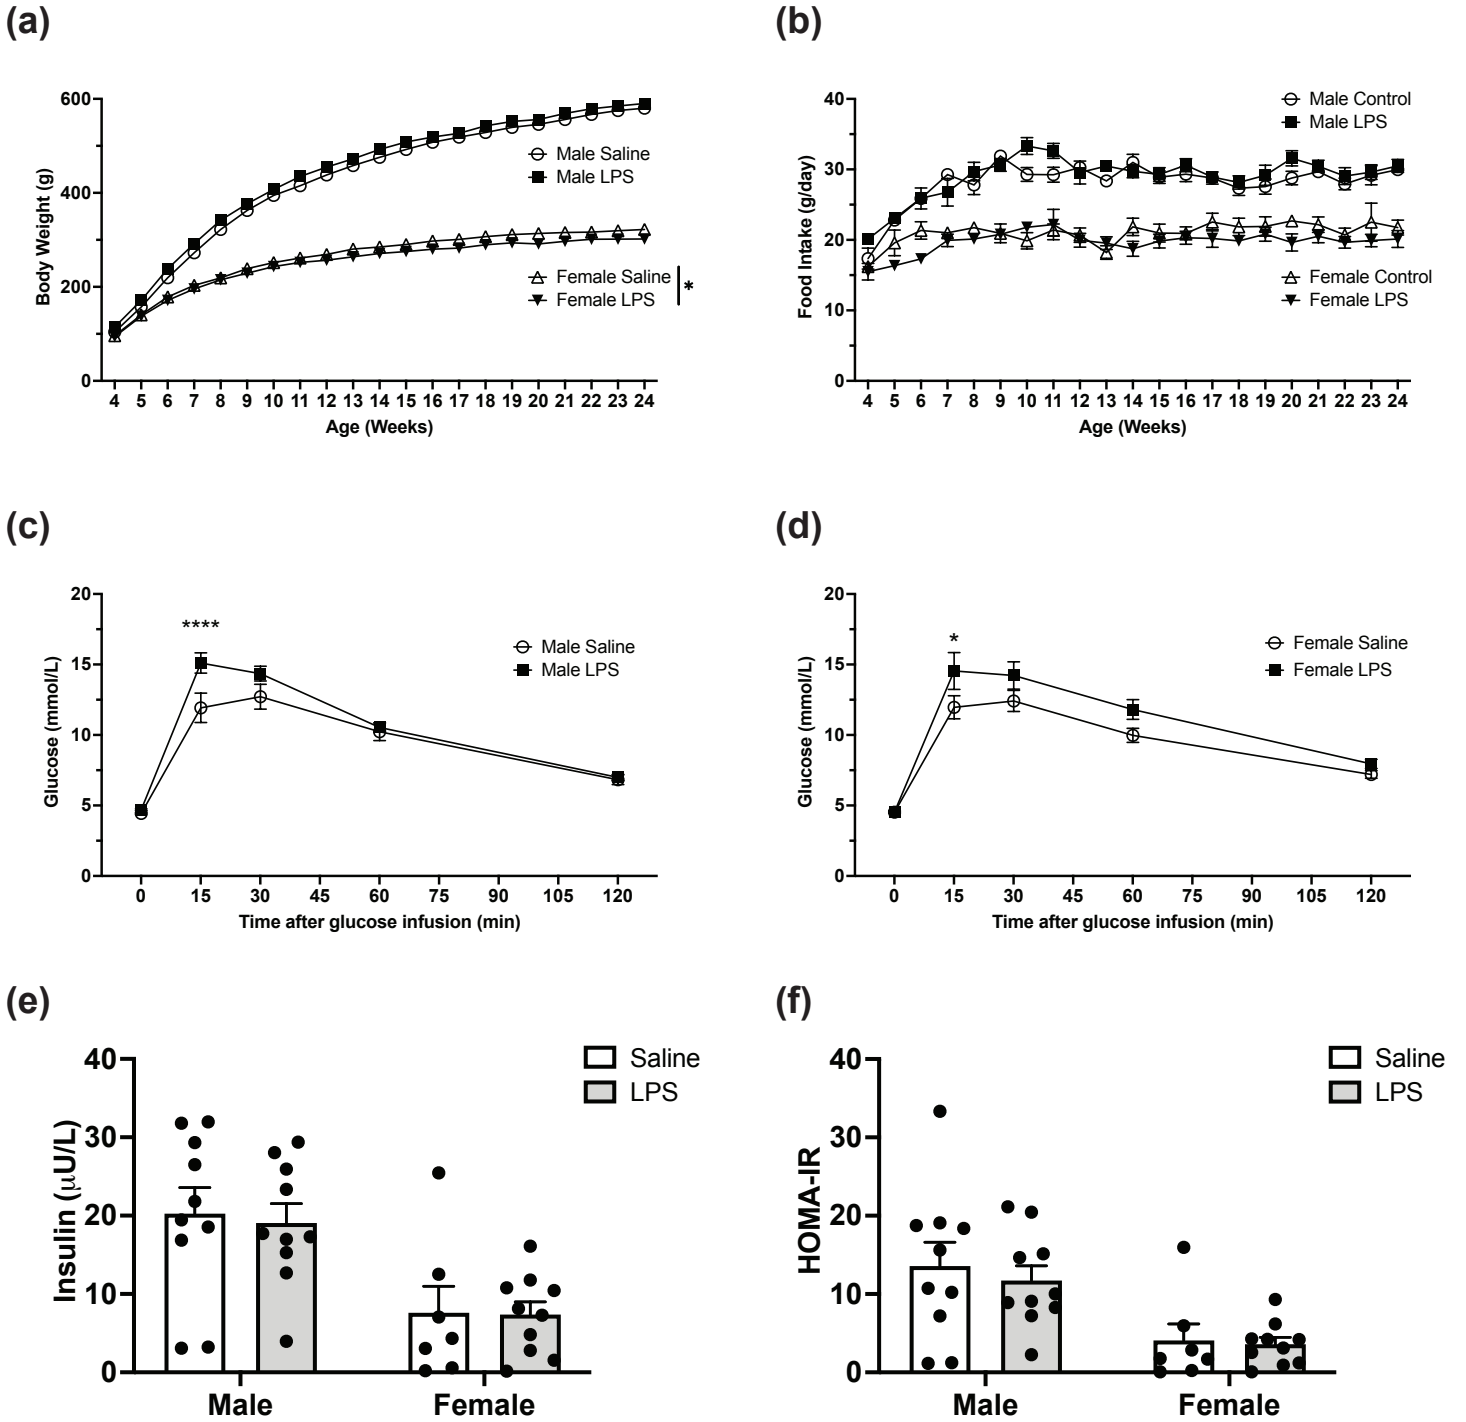 (a)
600
400
200
0
Body Weight (g)
Male Saline
Male LPS
Female Saline
Female LPS
*
4 5 6 7 8 9 10 11 12 13 14 15 16 17 18 19 20 21 22 23 24
Age (Weeks)
(b)
40
30
20
10
0
Food Intake (g/day)
Male Control
Male LPS
Female Control
Female LPS
4 5 6 7 8 9 10 11 12 13 14 15 16 17 18 19 20 21 22 23 24
Age (Weeks)
(c)
20
15
10
5
0
Glucose (mmol/L)
****
Male Saline
Male LPS
0 15 30 45 60 75 90 105 120
Time after glucose infusion (min)
(d)
20
15
10
5
0
Glucose (mmol/L)
*
Female Saline
Female LPS
0 15 30 45 60 75 90 105 120
Time after glucose infusion (min)
(e)
40
30
20
10
0
Insulin (μU/L)
Saline
LPS
Male Female
(f)
40
30
20
10
0
HOMA-IR
Saline
LPS
Male Female